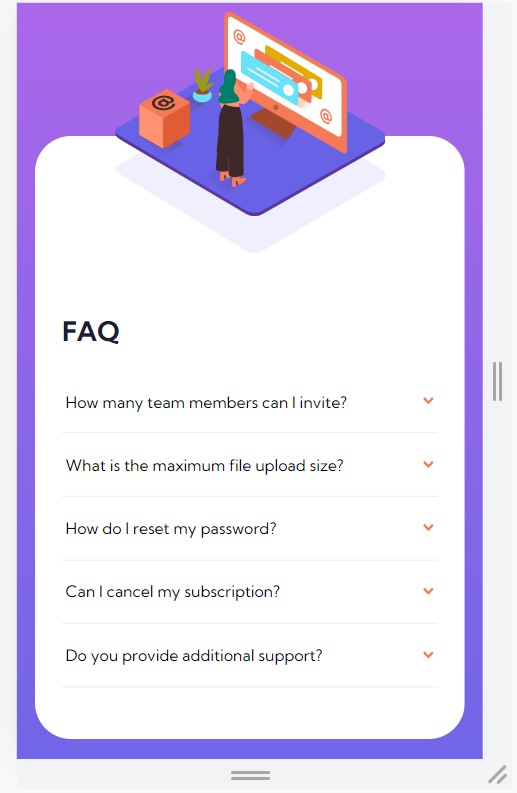 @
@
@
FAQ
How many team members can I invite?
What is the maximum file upload size?
How do I reset my password?
Can I cancel my subscription?
Do you provide additional support?